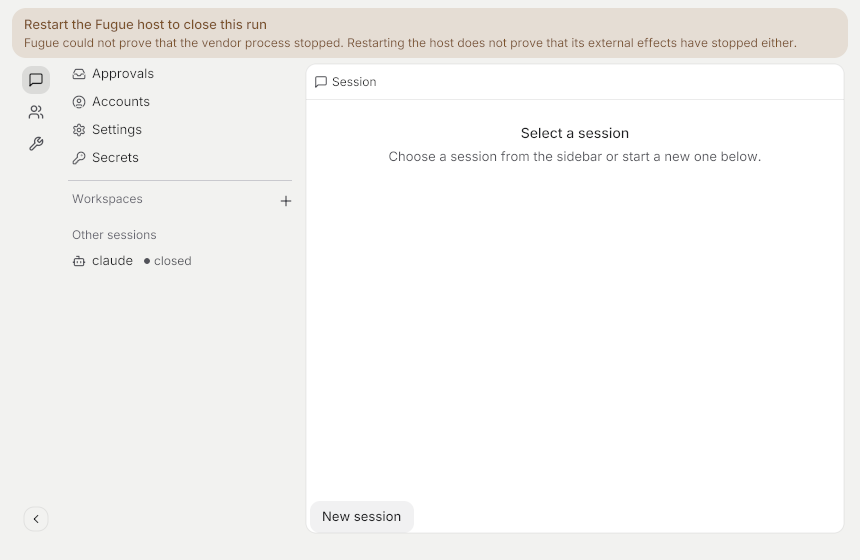 Restart the Fugue host to close this run
Fugue could not prove that the vendor process stopped. Restarting the host does not prove that its external effects have stopped either.
Approvals
Accounts
Settings
Secrets
Workspaces
Other sessions
claude closed
Session
Select a session
Choose a session from the sidebar or start a new one below.
New session